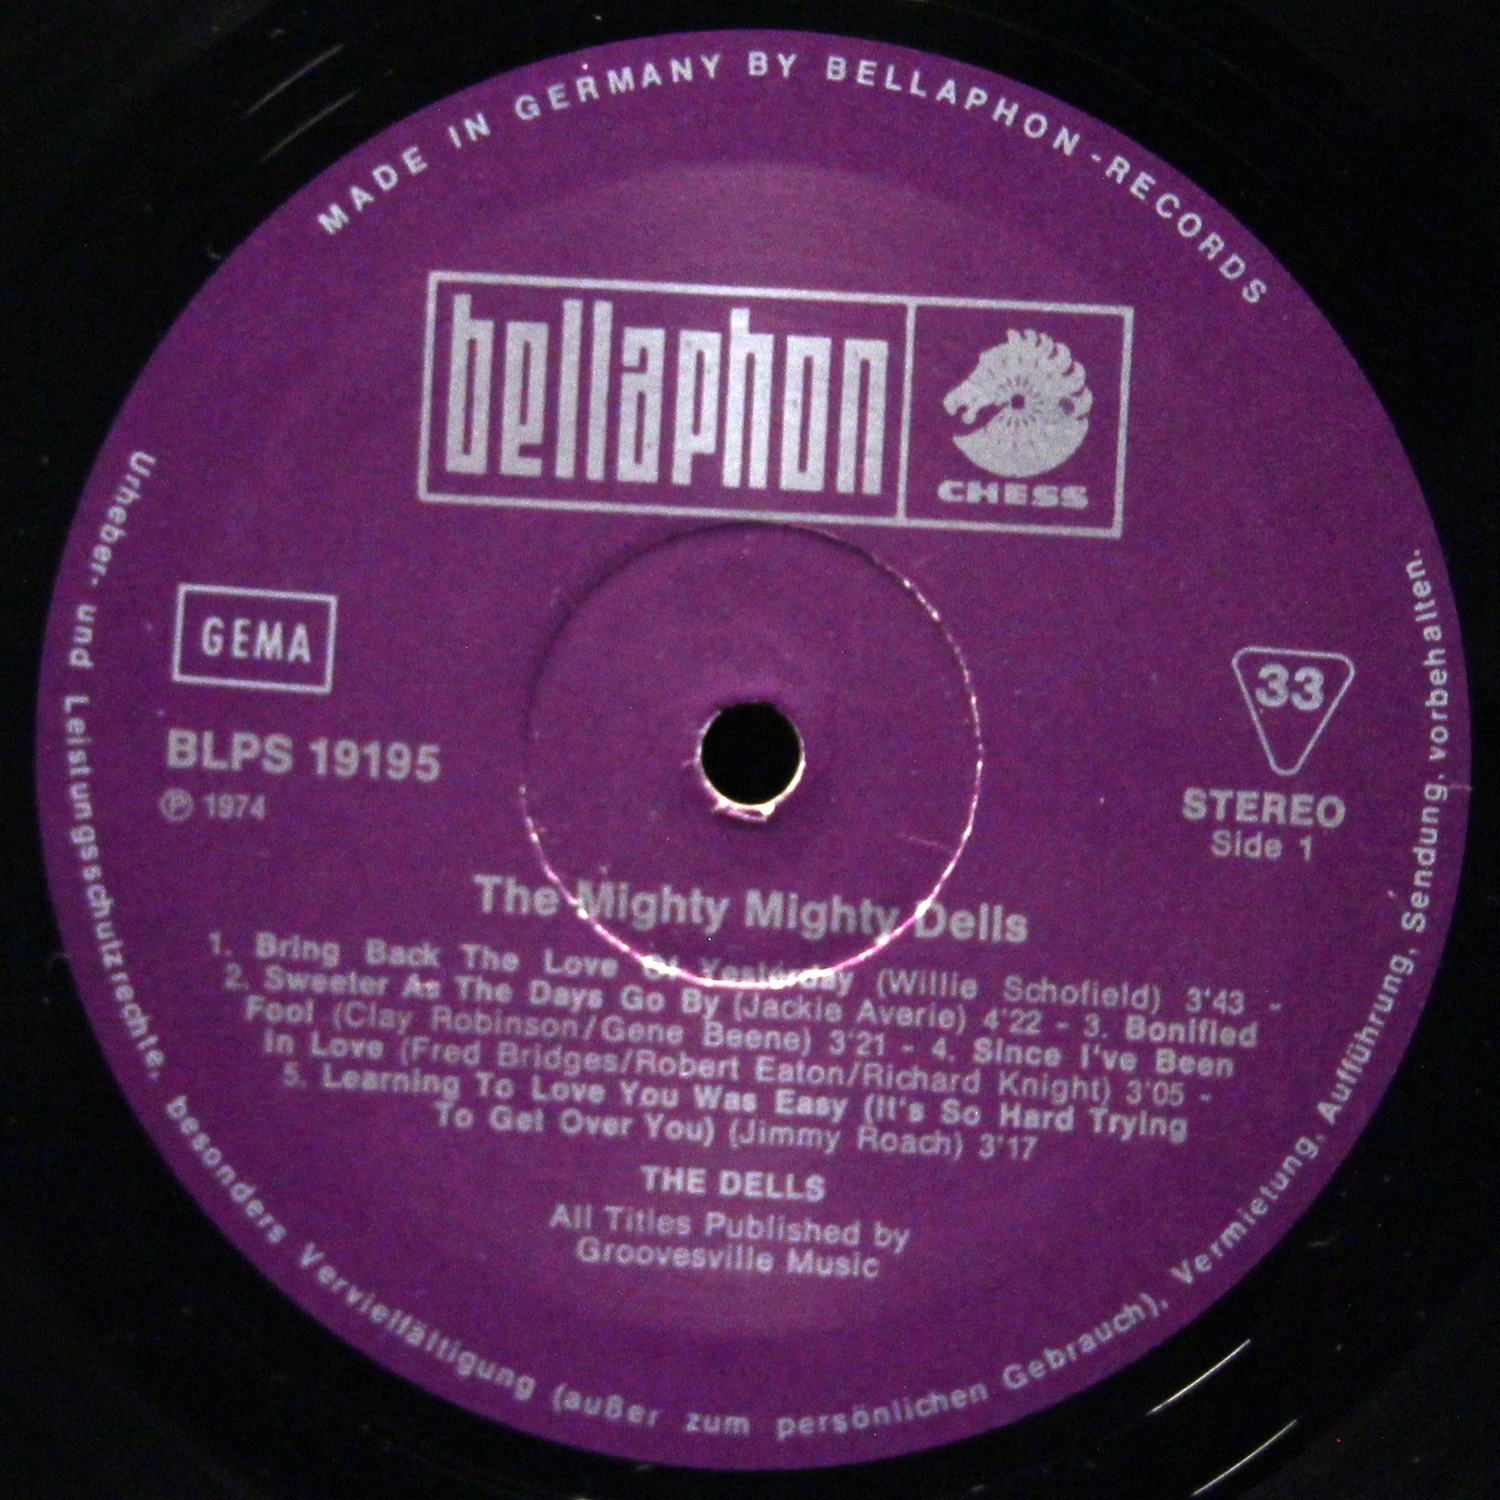 MADE IN GERMANY BY BELLAPHON-RECORDS
bellaphon
CHESS
GEMA
33
BLPS 19195
STEREO
℗ 1974
Side 1
The Mighty Mighty Dells
1. Bring Back The Love Of Yesterday (Willie Schofield) 3'43 -
2. Sweeter As The Days Go By (Jackie Averie) 4'22 - 3. Bonified
Fool (Clay Robinson/Gene Beene) 3'21 - 4. Since I've Been
in Love (Fred Bridges/Robert Eaton/Richard Knight) 3'05 -
5. Learning To Love You Was Easy (It's So Hard Trying
To Get Over You) (Jimmy Roach) 3'17
THE DELLS
All Titles Published by
Groovesville Music
Urheber- und Leistungsschutzrechte, besonders Vervielfältigung (außer zum persönlichen Gebrauch), Vermietung, Aufführung, Sendung, vorbehalten.